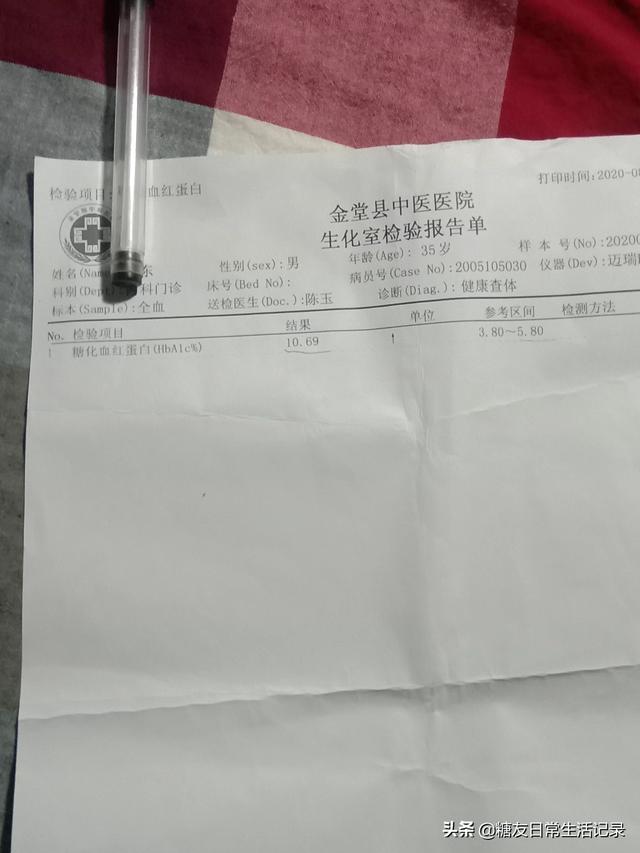 检验项目: 血红蛋白
打印时间:2020-08
金堂县中医医院
生化室检验报告单
姓名(Name 东 性别(sex):男 年龄(Age): 35岁 样 本 号(No):20200
科别(Dept 科门诊 床号(Bed No): 病员号(Case No):2005105030 仪器(Dev):迈瑞
标本(Sample):全血 送检医生(Doc.):陈玉 诊断(Diag.): 健康查体
No. 检验项目 结果 单位 参考区间 检测方法
1 糖化血红蛋白(HbA1c%) 10.69 ↑ 3.80～5.80
头条 @糖友日常生活记录